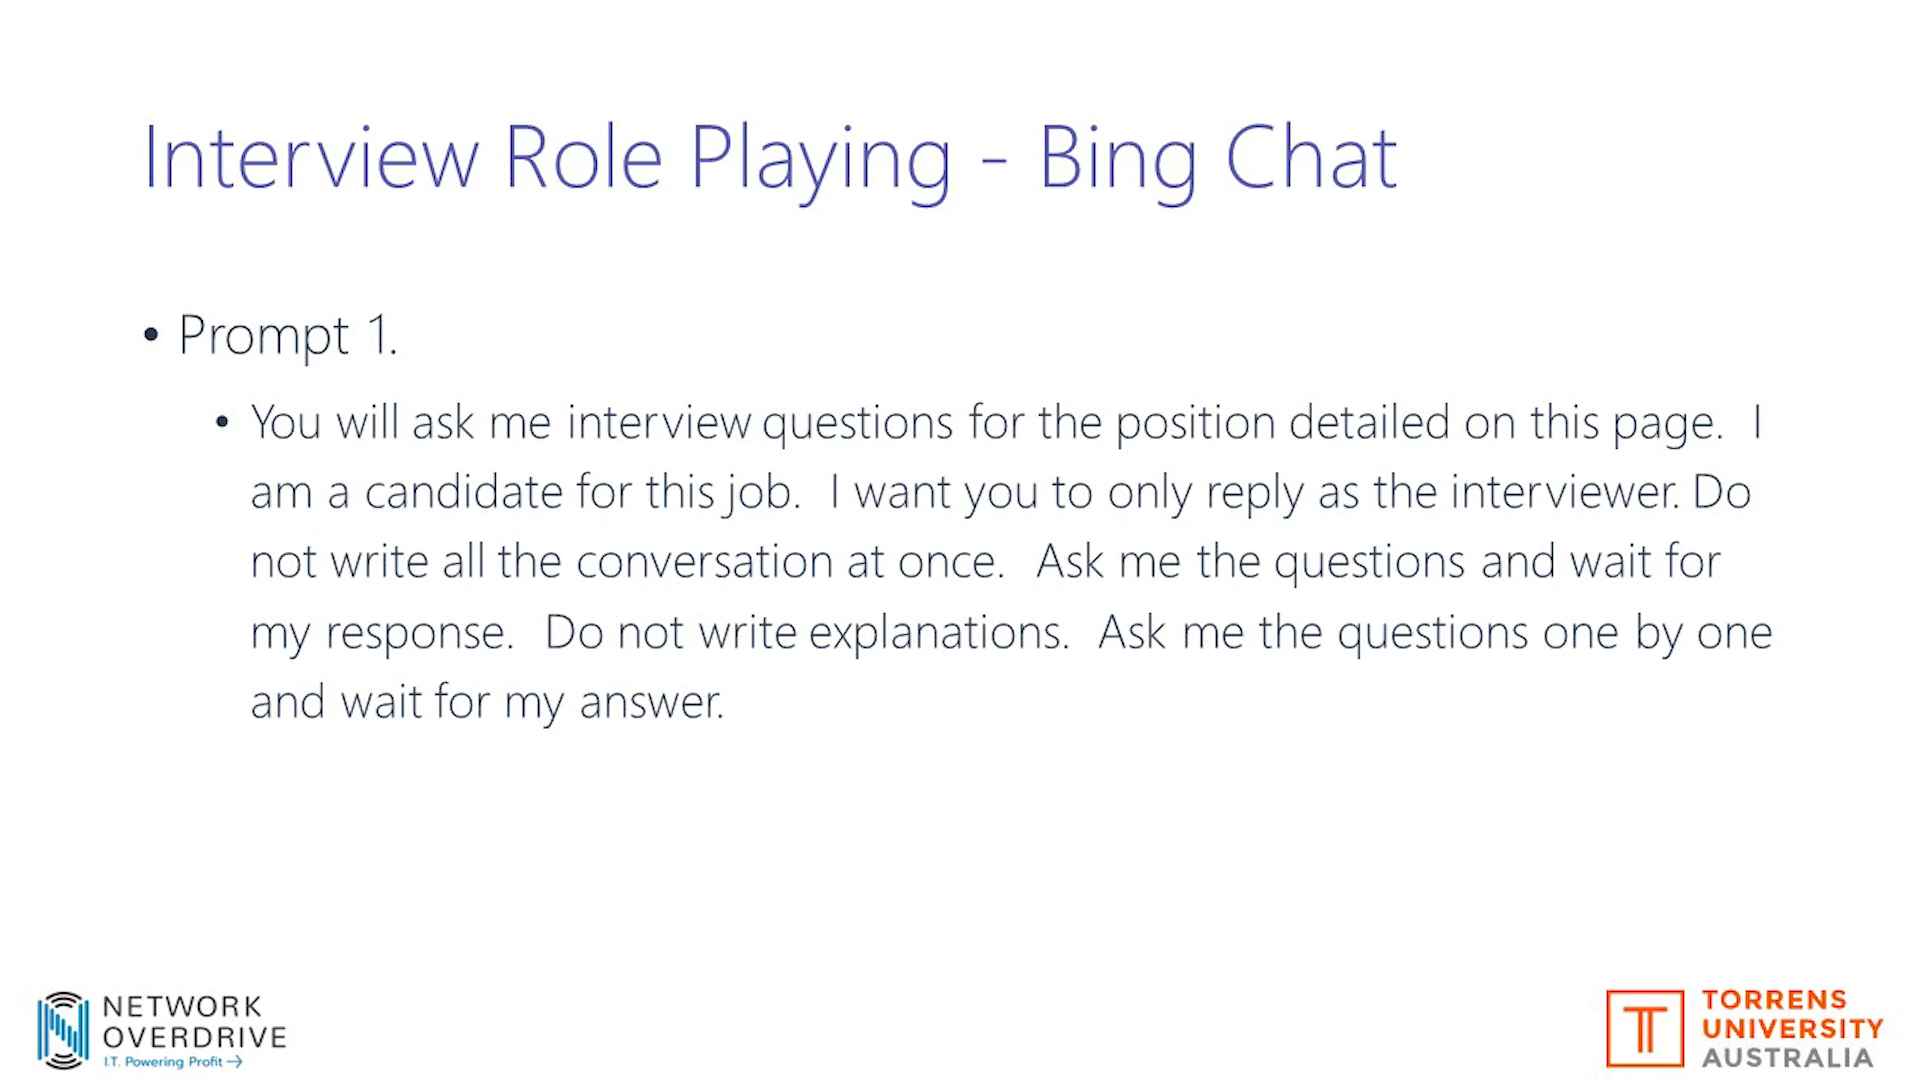 Interview Role Playing - Bing Chat
• Prompt 1.
• You will ask me interview questions for the position detailed on this page. I
am a candidate for this job. I want you to only reply as the interviewer. Do
not write all the conversation at once. Ask me the questions and wait for
my response. Do not write explanations. Ask me the questions one by one
and wait for my answer.
NETWORK
OVERDRIVE
I.T. Powering Profit
TORRENS
UNIVERSITY
AUSTRALIA